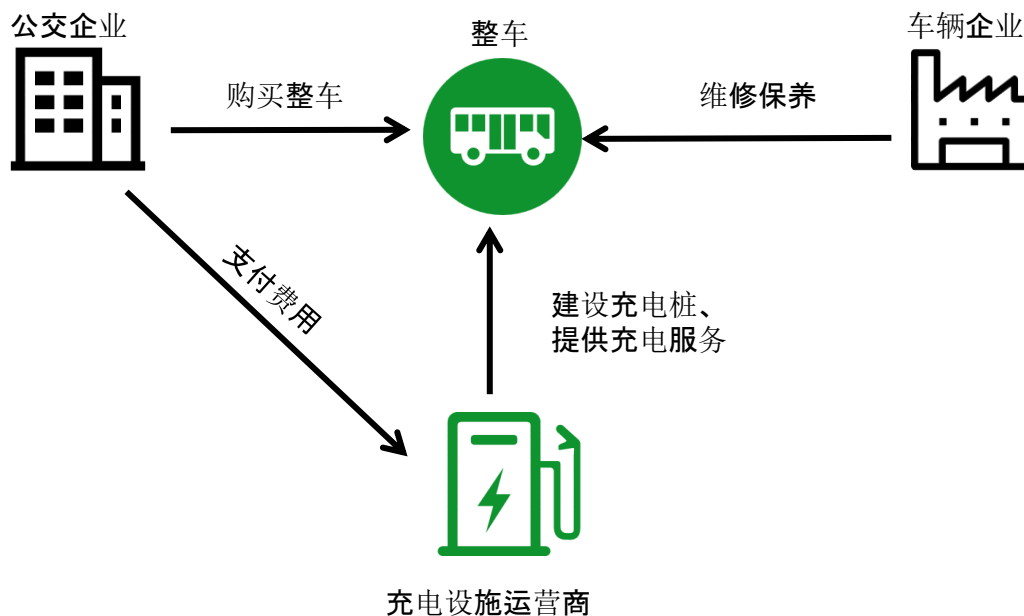 公交企业
整车
车辆企业
购买整车
维修保养
支付费用
建设充电桩、
提供充电服务
充电设施运营商